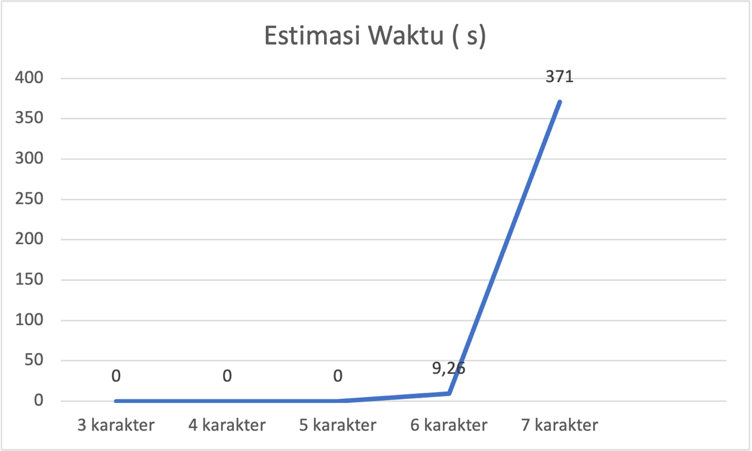 Estimasi Waktu ( s)
400
350
300
250
200
150
100
50
0
371
0
0
0
9,26
3 karakter
4 karakter
5 karakter
6 karakter
7 karakter